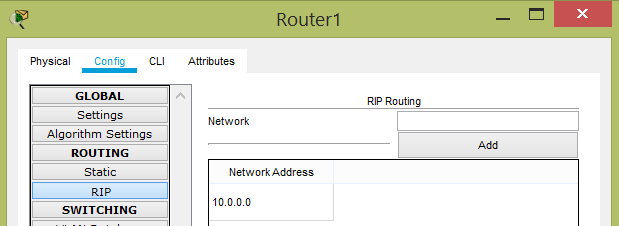 Router1
Physical Config CLI Attributes
GLOBAL
Settings
Algorithm Settings
ROUTING
Static
RIP
SWITCHING
RIP Routing
Network
Add
Network Address
10.0.0.0